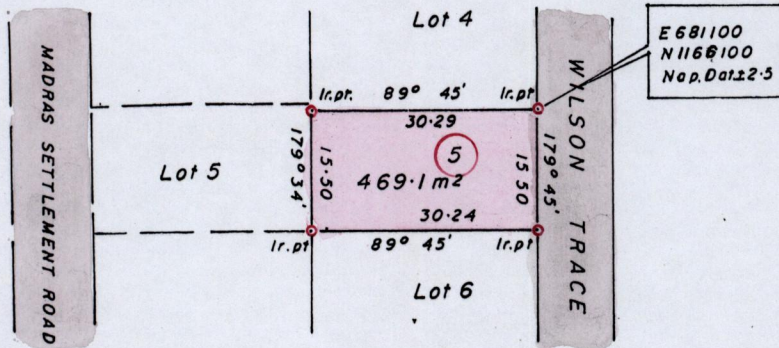 Lot 4
E 681100
N 1166100
Nap. Dat ± 2·5
MADRAS SETTLEMENT ROAD
WILSON TRACE
Ir.pt. 89° 45' Ir.pt
30·29
Lot 5
179° 34'
15·50
5
469·1 m2
15 50
179° 45'
30·24
Ir.pt 89° 45' Ir.pt
Lot 6